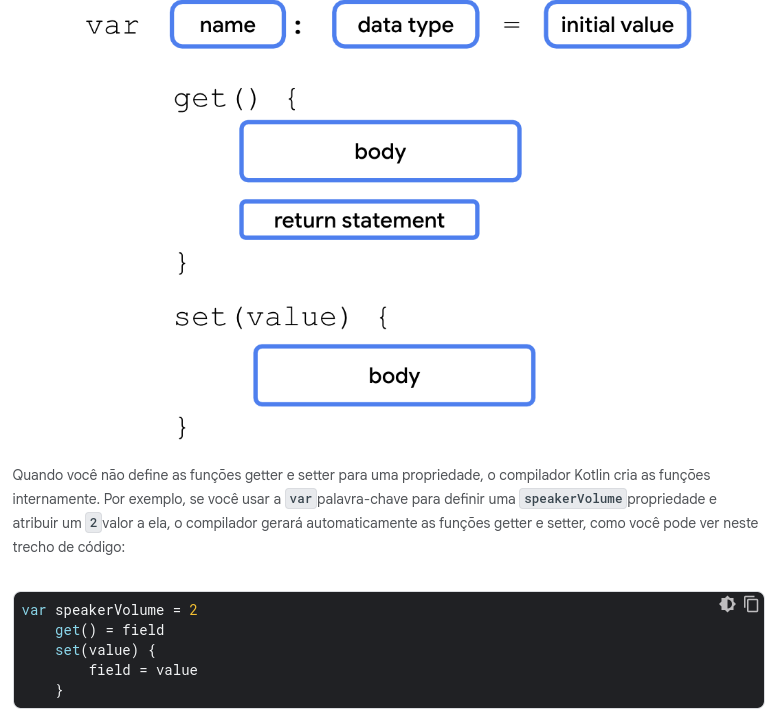 var name : data type = initial value
get() {
body
return statement
}
set(value) {
body
}
Quando você não define as funções getter e setter para uma propriedade, o compilador Kotlin cria as funções
internamente. Por exemplo, se você usar a var palavra-chave para definir uma speakerVolume propriedade e
atribuir um 2 valor a ela, o compilador gerará automaticamente as funções getter e setter, como você pode ver neste
trecho de código:
var speakerVolume = 2
    get() = field
    set(value) {
        field = value
    }